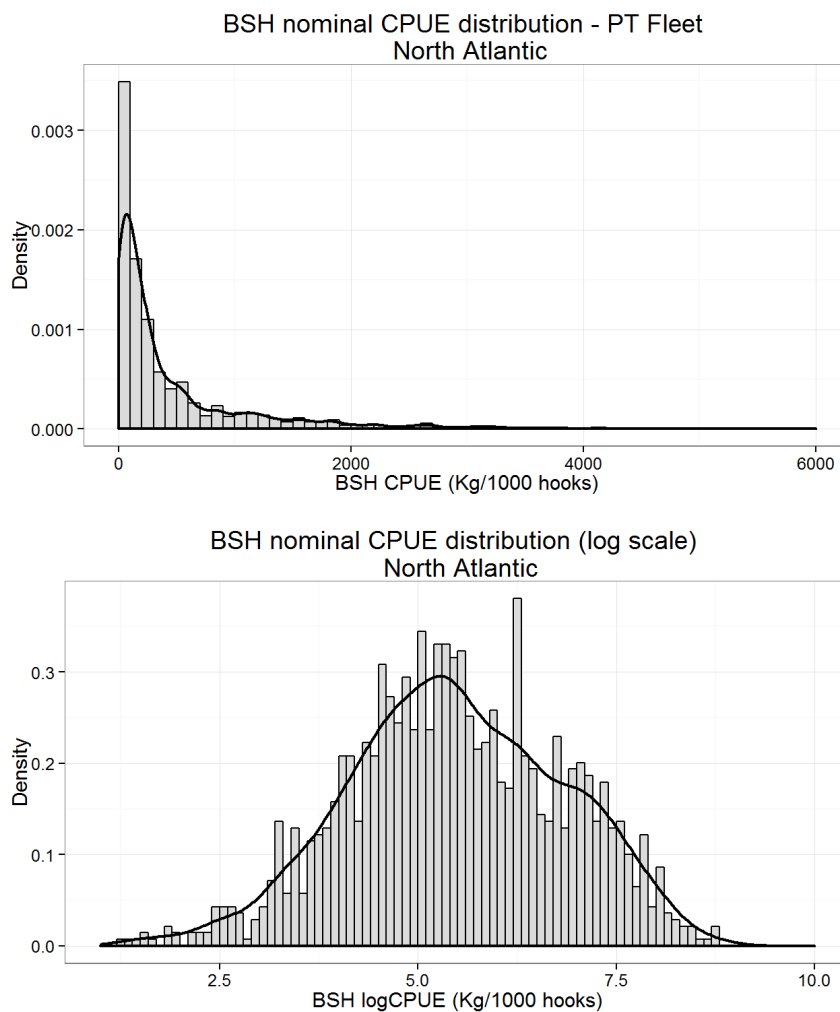 BSH nominal CPUE distribution - PT Fleet
North Atlantic
0.003
0.002
0.001
0.000
Density
0 2000 4000 6000
BSH CPUE (Kg/1000 hooks)
BSH nominal CPUE distribution (log scale)
North Atlantic
0.3
0.2
0.1
0.0
Density
2.5 5.0 7.5 10.0
BSH logCPUE (Kg/1000 hooks)